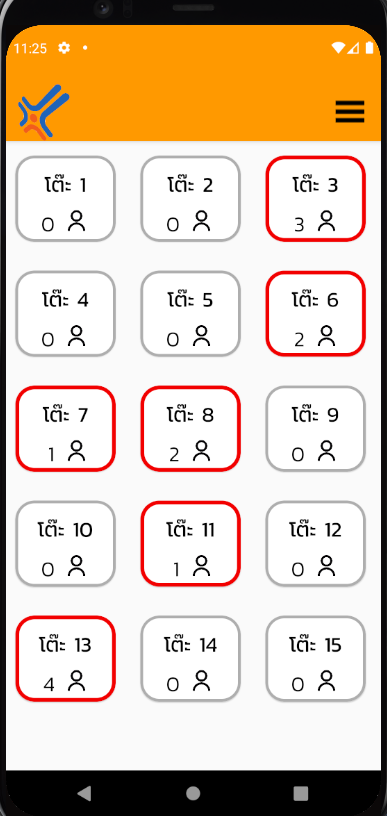 11:25
โต๊ะ 1
0
โต๊ะ 2
0
โต๊ะ 3
3
โต๊ะ 4
0
โต๊ะ 5
0
โต๊ะ 6
2
โต๊ะ 7
1
โต๊ะ 8
2
โต๊ะ 9
0
โต๊ะ 10
0
โต๊ะ 11
1
โต๊ะ 12
0
โต๊ะ 13
4
โต๊ะ 14
0
โต๊ะ 15
0